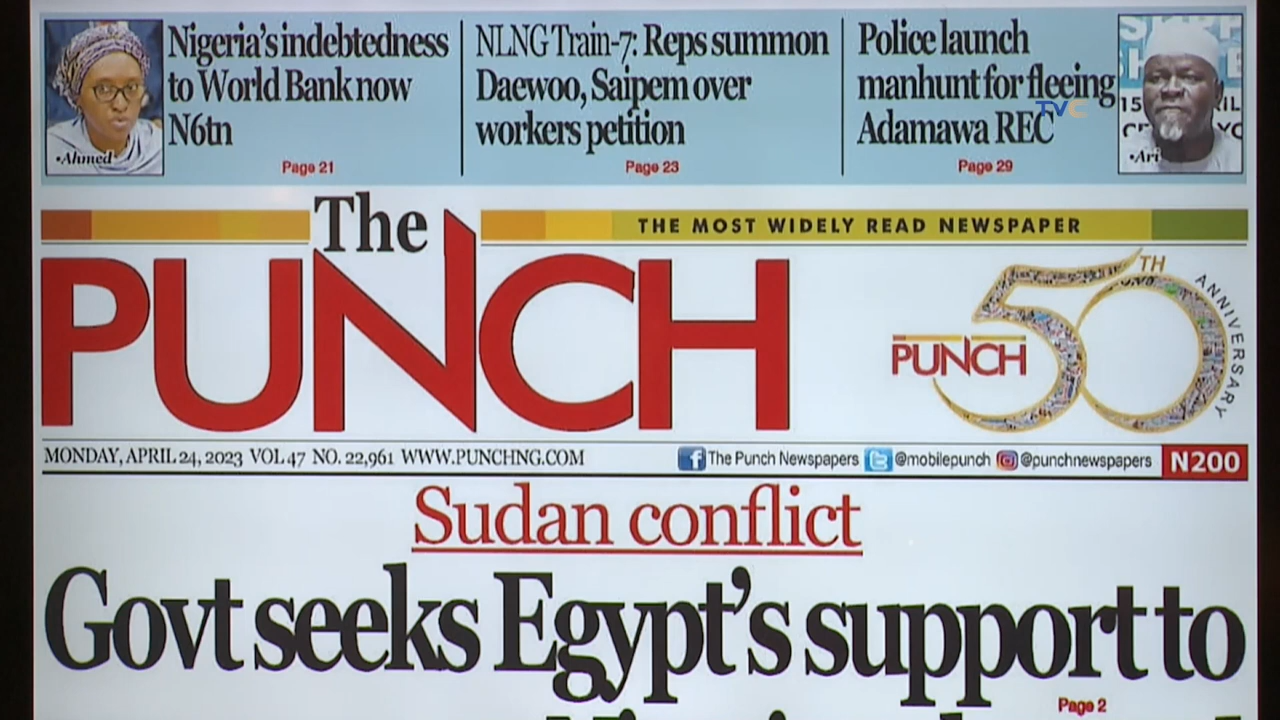 Nigeria's indebtedness
to World Bank now
N6tn
Page 21
•Ahmed
NLNG Train-7: Reps summon
Daewoo, Saipem over
workers petition
Page 23
Police launch
manhunt for fleeing
Adamawa REC
Page 29
•Ari
TVC
The
PUNCH
THE MOST WIDELY READ NEWSPAPER
PUNCH
50TH
ANNIVERSARY
MONDAY, APRIL 24, 2023 VOL 47 NO. 22,961 WWW.PUNCHNG.COM
The Punch Newspapers @mobilepunch @punchnewspapers
N200
Sudan conflict
Govt seeks Egypt's support to
Page 2